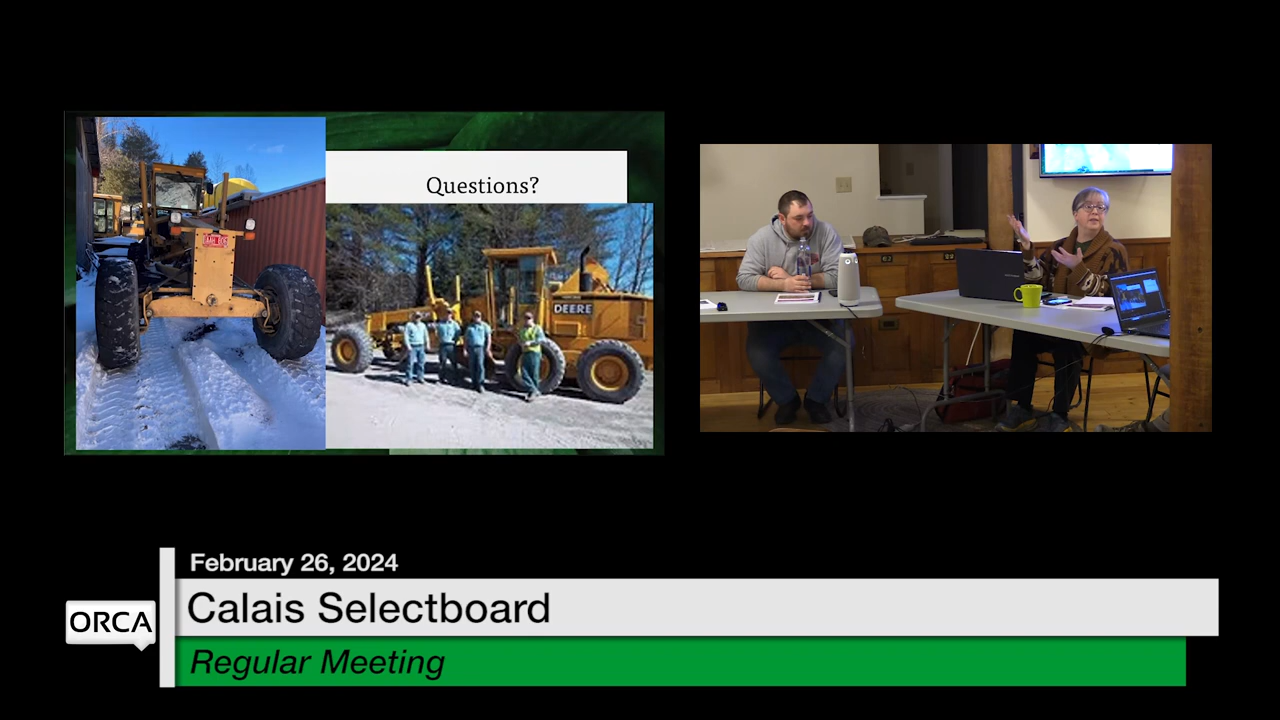 Questions?
DEERE
February 26, 2024
Calais Selectboard
ORCA
Regular Meeting